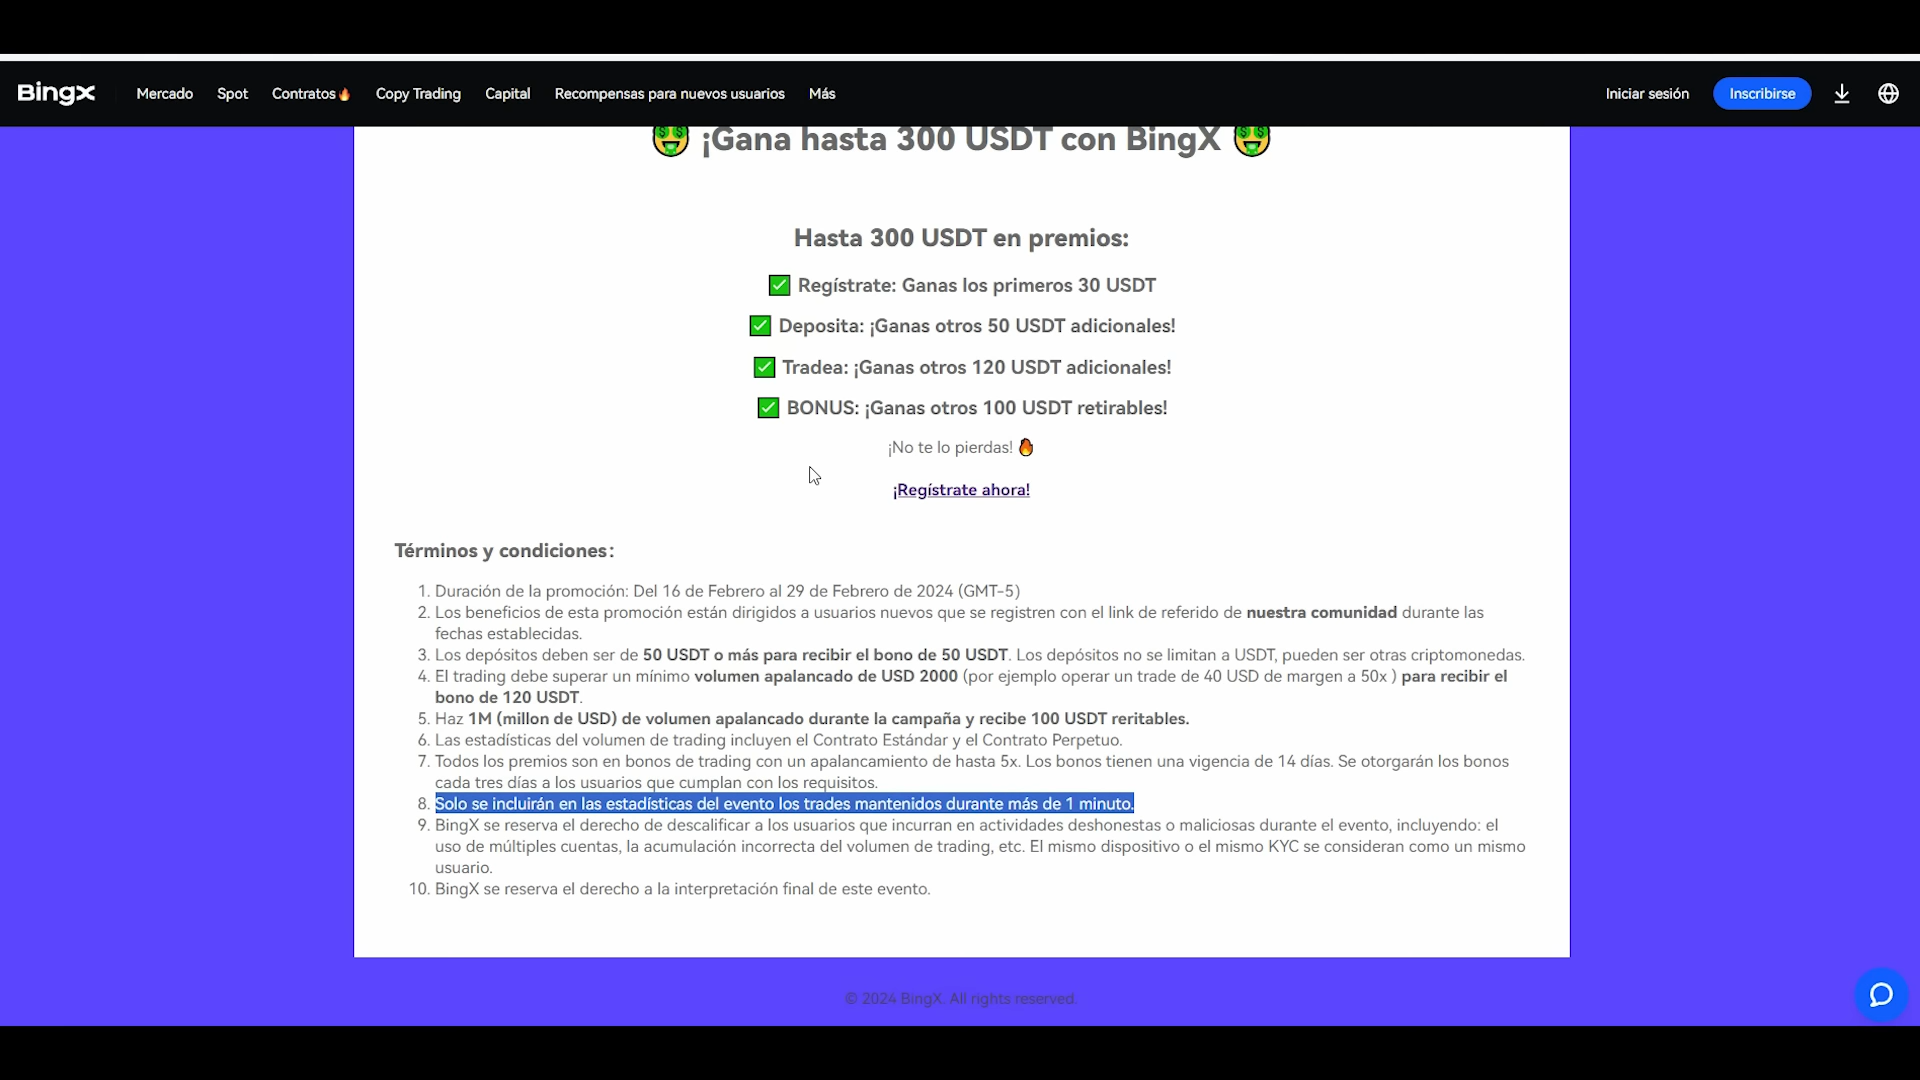 BingX
Mercado
Spot
Contratos
Copy Trading
Capital
Recompensas para nuevos usuarios
Más
Iniciar sesión
Inscribirse
¡Gana hasta 300 USDT con BingX
Hasta 300 USDT en premios:
Regístrate: Ganas los primeros 30 USDT
Deposita: ¡Ganas otros 50 USDT adicionales!
Tradea: ¡Ganas otros 120 USDT adicionales!
BONUS: ¡Ganas otros 100 USDT retirables!
¡No te lo pierdas!
¡Regístrate ahora!
Términos y condiciones:
1. Duración de la promoción: Del 16 de Febrero al 29 de Febrero de 2024 (GMT-5)
2. Los beneficios de esta promoción están dirigidos a usuarios nuevos que se registren con el link de referido de nuestra comunidad durante las
fechas establecidas.
3. Los depósitos deben ser de 50 USDT o más para recibir el bono de 50 USDT. Los depósitos no se limitan a USDT, pueden ser otras criptomonedas.
4. El trading debe superar un mínimo volumen apalancado de USD 2000 (por ejemplo operar un trade de 40 USD de margen a 50x ) para recibir el
bono de 120 USDT.
5. Haz 1M (millon de USD) de volumen apalancado durante la campaña y recibe 100 USDT reritables.
6. Las estadísticas del volumen de trading incluyen el Contrato Estándar y el Contrato Perpetuo.
7. Todos los premios son en bonos de trading con un apalancamiento de hasta 5x. Los bonos tienen una vigencia de 14 días. Se otorgarán los bonos
cada tres días a los usuarios que cumplan con los requisitos.
8. Solo se incluirán en las estadísticas del evento los trades mantenidos durante más de 1 minuto.
9. BingX se reserva el derecho de descalificar a los usuarios que incurran en actividades deshonestas o maliciosas durante el evento, incluyendo: el
uso de múltiples cuentas, la acumulación incorrecta del volumen de trading, etc. El mismo dispositivo o el mismo KYC se consideran como un mismo
usuario.
10. BingX se reserva el derecho a la interpretación final de este evento.
© 2024 BingX. All rights reserved.